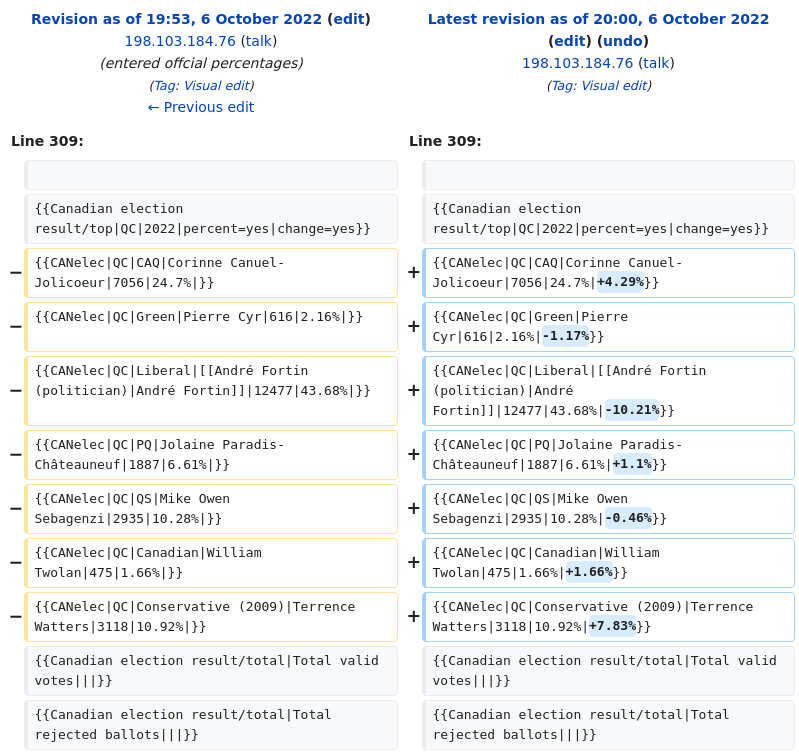 Revision as of 19:53, 6 October 2022 (edit)
198.103.184.76 (talk)
(entered offcial percentages)
(Tag: Visual edit)
← Previous edit
Latest revision as of 20:00, 6 October 2022
(edit) (undo)
198.103.184.76 (talk)
(Tag: Visual edit)
Line 309:
Line 309:
{{Canadian election
result/top|QC|2022|percent=yes|change=yes}}
{{Canadian election
result/top|QC|2022|percent=yes|change=yes}}
− {{CANelec|QC|CAQ|Corinne Canuel-
Jolicoeur|7056|24.7%|}}
+ {{CANelec|QC|CAQ|Corinne Canuel-
Jolicoeur|7056|24.7%|+4.29%}}
− {{CANelec|QC|Green|Pierre Cyr|616|2.16%|}}
+ {{CANelec|QC|Green|Pierre
Cyr|616|2.16%|-1.17%}}
− {{CANelec|QC|Liberal|[[André Fortin
(politician)|André Fortin]]|12477|43.68%|}}
+ {{CANelec|QC|Liberal|[[André Fortin
(politician)|André
Fortin]]|12477|43.68%|-10.21%}}
− {{CANelec|QC|PQ|Jolaine Paradis-
Châteauneuf|1887|6.61%|}}
+ {{CANelec|QC|PQ|Jolaine Paradis-
Châteauneuf|1887|6.61%|+1.1%}}
− {{CANelec|QC|QS|Mike Owen
Sebagenzi|2935|10.28%|}}
+ {{CANelec|QC|QS|Mike Owen
Sebagenzi|2935|10.28%|-0.46%}}
− {{CANelec|QC|Canadian|William
Twolan|475|1.66%|}}
+ {{CANelec|QC|Canadian|William
Twolan|475|1.66%|+1.66%}}
− {{CANelec|QC|Conservative (2009)|Terrence
Watters|3118|10.92%|}}
+ {{CANelec|QC|Conservative (2009)|Terrence
Watters|3118|10.92%|+7.83%}}
{{Canadian election result/total|Total valid
votes|||}}
{{Canadian election result/total|Total valid
votes|||}}
{{Canadian election result/total|Total
rejected ballots|||}}
{{Canadian election result/total|Total
rejected ballots|||}}